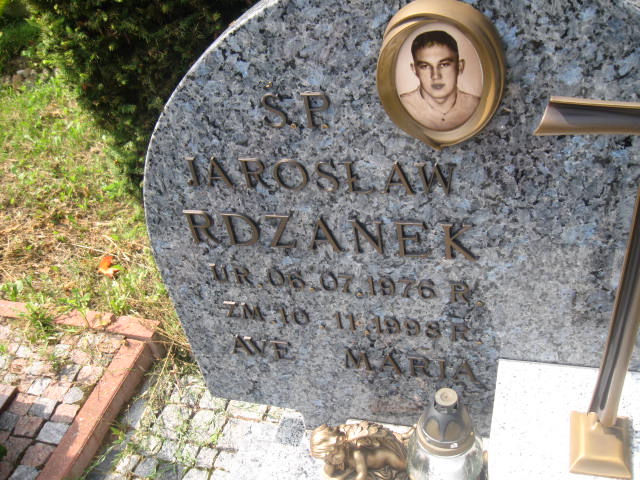 Ś.P.
JAROSŁAW
RDZANEK
UR. 06.07.1976 R.
ZM. 10.11.1998 R.
AVE MARIA